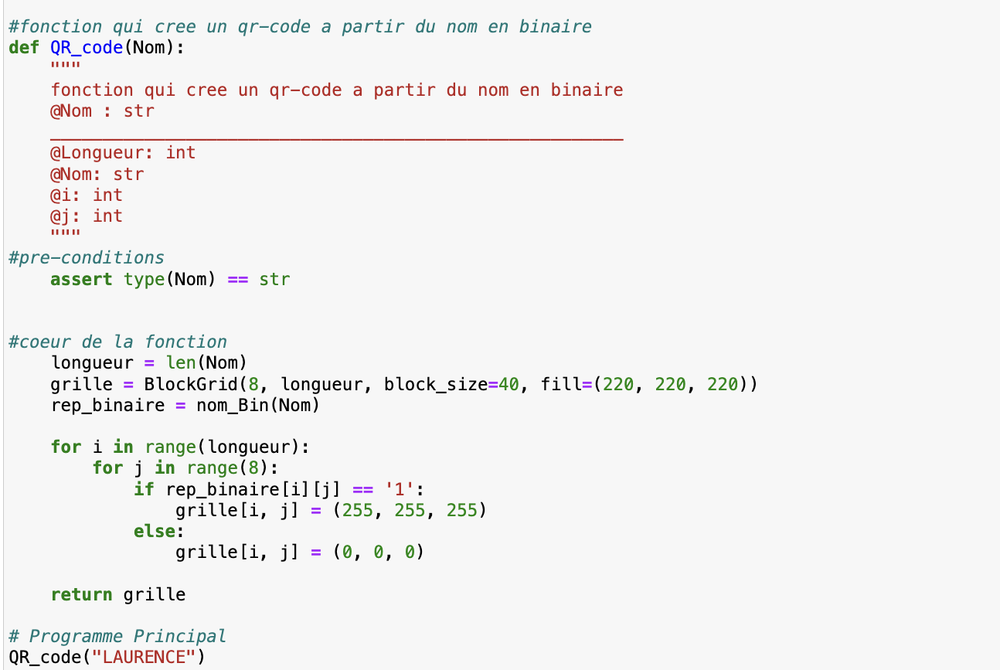 #fonction qui cree un qr-code a partir du nom en binaire
def QR_code(Nom):
    """
    fonction qui cree un qr-code a partir du nom en binaire
    @Nom : str
    _______________________________________________________
    @Longueur: int
    @Nom: str
    @i: int
    @j: int
    """
#pre-conditions
    assert type(Nom) == str
#coeur de la fonction
    longueur = len(Nom)
    grille = BlockGrid(8, longueur, block_size=40, fill=(220, 220, 220))
    rep_binaire = nom_Bin(Nom)
    for i in range(longueur):
        for j in range(8):
            if rep_binaire[i][j] == '1':
                grille[i, j] = (255, 255, 255)
            else:
                grille[i, j] = (0, 0, 0)
    return grille
# Programme Principal
QR_code("LAURENCE")